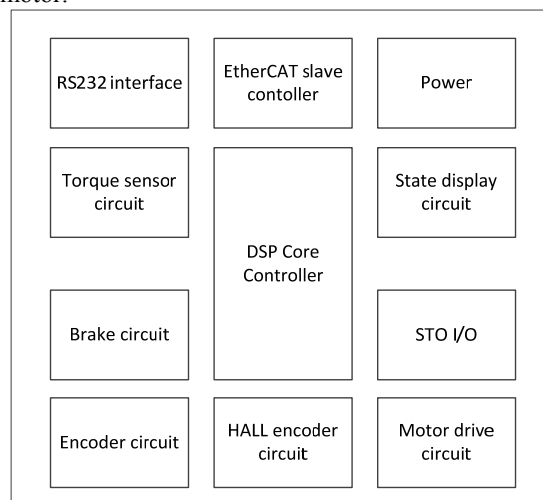 motor.
RS232 interface
EtherCAT slave
contoller
Power
Torque sensor
circuit
DSP Core
Controller
State display
circuit
Brake circuit
STO I/O
Encoder circuit
HALL encoder
circuit
Motor drive
circuit